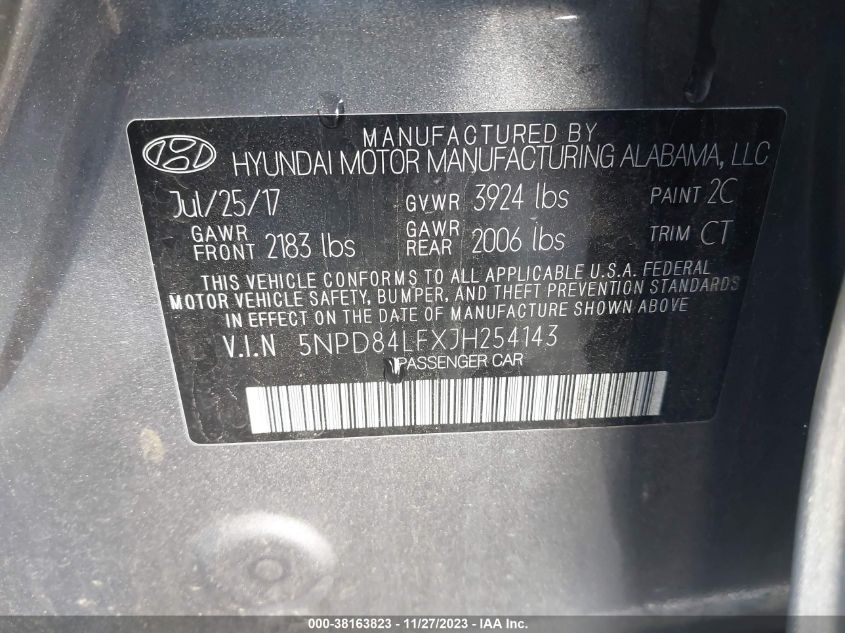 MANUFACTURED BY
HYUNDAI MOTOR MANUFACTURING ALABAMA, LLC
Jul/25/17 GVWR 3924 lbs PAINT 2C
GAWR FRONT 2183 lbs GAWR REAR 2006 lbs TRIM CT
THIS VEHICLE CONFORMS TO ALL APPLICABLE U.S.A. FEDERAL
MOTOR VEHICLE SAFETY, BUMPER, AND THEFT PREVENTION STANDARDS
IN EFFECT ON THE DATE OF MANUFACTURE SHOWN ABOVE
V.I.N 5NPD84LFXJH254143
PASSENGER CAR
000-38163823 - 11/27/2023 - IAA Inc.